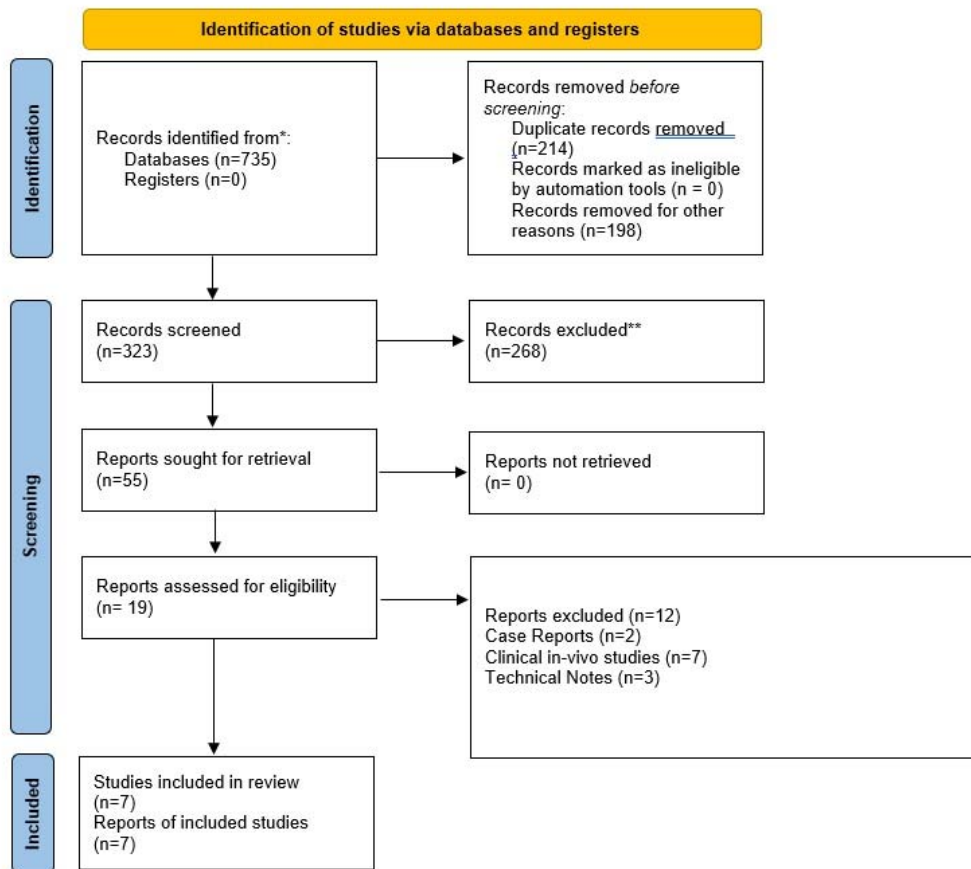 Identification of studies via databases and registers
Identification
Records identified from*:
Databases (n=735)
Registers (n=0)
Records removed before
screening:
Duplicate records removed
(n=214)
Records marked as ineligible
by automation tools (n = 0)
Records removed for other
reasons (n=198)
Screening
Records screened
(n=323)
Records excluded**
(n=268)
Reports sought for retrieval
(n=55)
Reports not retrieved
(n= 0)
Reports assessed for eligibility
(n= 19)
Reports excluded (n=12)
Case Reports (n=2)
Clinical in-vivo studies (n=7)
Technical Notes (n=3)
Included
Studies included in review
(n=7)
Reports of included studies
(n=7)